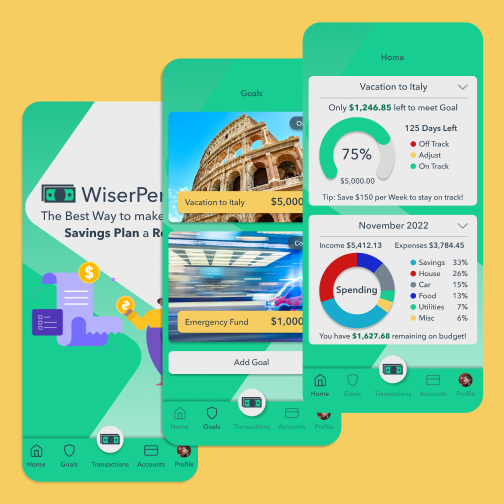 WiserPen
The Best Way to make
Savings Plan a Re
Home
Goals
Transactions
Accounts
Profile
Goals
Vacation to Italy
$5,000
Emergency Fund
$1,000
Add Goal
Home
Goals
Transactions
Accounts
Profile
Home
Vacation to Italy
Only $1,246.85 left to meet Goal
75%
$5,000.00
125 Days Left
Off Track
Adjust
On Track
Tip: Save $150 per Week to stay on track!
November 2022
Income $5,412.13 Expenses $3,784.45
Spending
Savings 33%
House 26%
Car 15%
Food 13%
Utilities 7%
Misc 6%
You have $1,627.68 remaining on budget!
Home
Goals
Transactions
Accounts
Profile